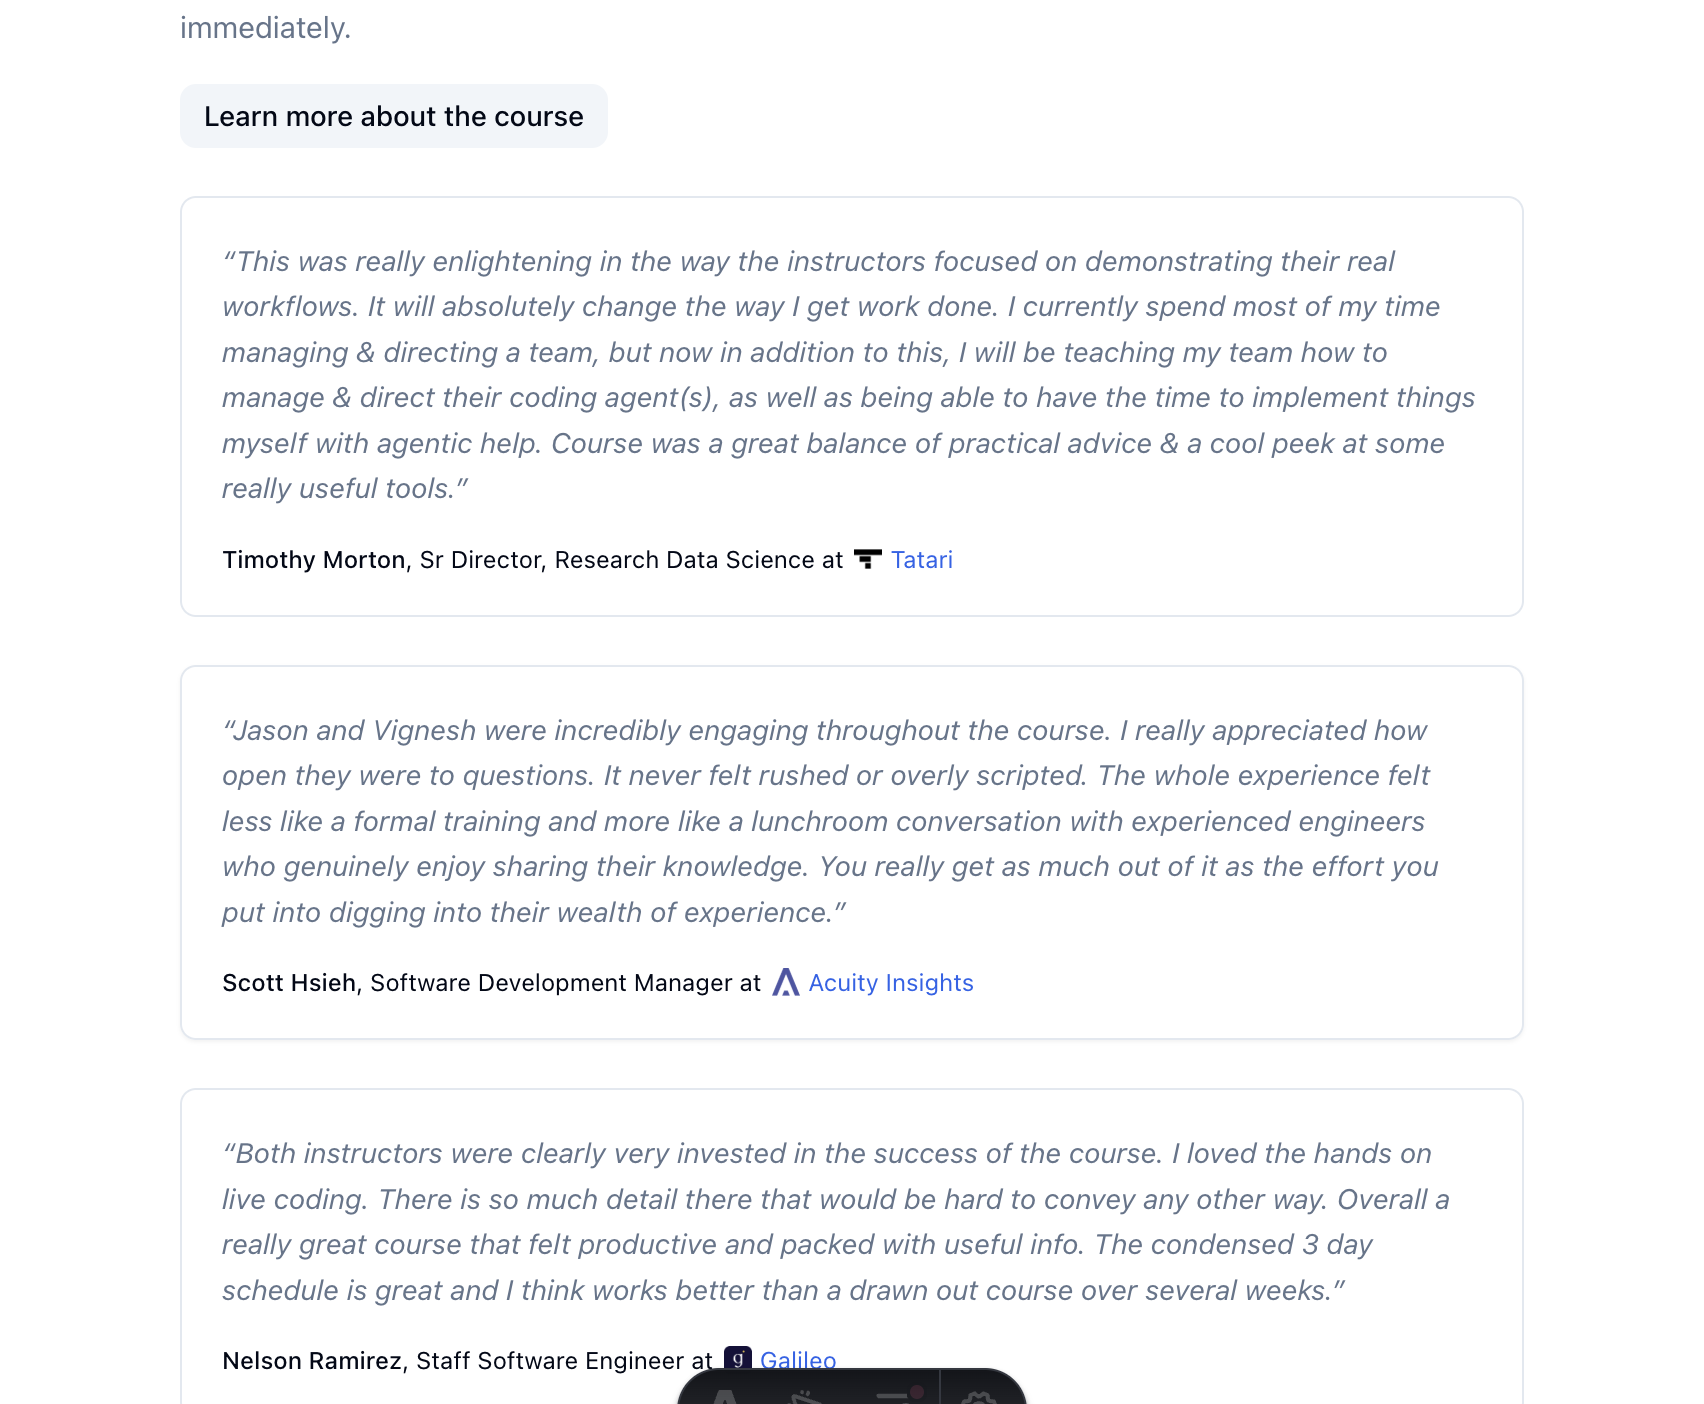 immediately.
Learn more about the course
“This was really enlightening in the way the instructors focused on demonstrating their real
workflows. It will absolutely change the way I get work done. I currently spend most of my time
managing & directing a team, but now in addition to this, I will be teaching my team how to
manage & direct their coding agent(s), as well as being able to have the time to implement things
myself with agentic help. Course was a great balance of practical advice & a cool peek at some
really useful tools.”
Timothy Morton, Sr Director, Research Data Science at Tatari
“Jason and Vignesh were incredibly engaging throughout the course. I really appreciated how
open they were to questions. It never felt rushed or overly scripted. The whole experience felt
less like a formal training and more like a lunchroom conversation with experienced engineers
who genuinely enjoy sharing their knowledge. You really get as much out of it as the effort you
put into digging into their wealth of experience.”
Scott Hsieh, Software Development Manager at Acuity Insights
“Both instructors were clearly very invested in the success of the course. I loved the hands on
live coding. There is so much detail there that would be hard to convey any other way. Overall a
really great course that felt productive and packed with useful info. The condensed 3 day
schedule is great and I think works better than a drawn out course over several weeks.”
Nelson Ramirez, Staff Software Engineer at g Galileo